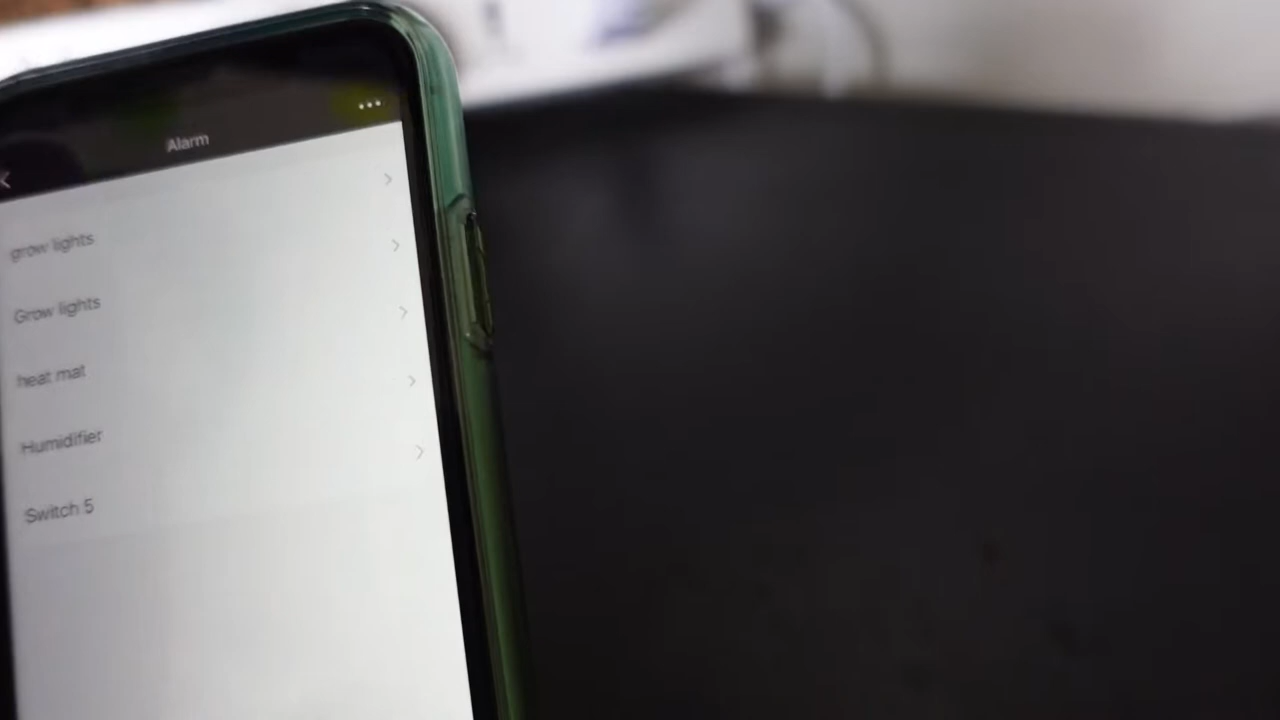 Alarm
grow lights
Grow lights
heat mat
Humidifier
Switch 5